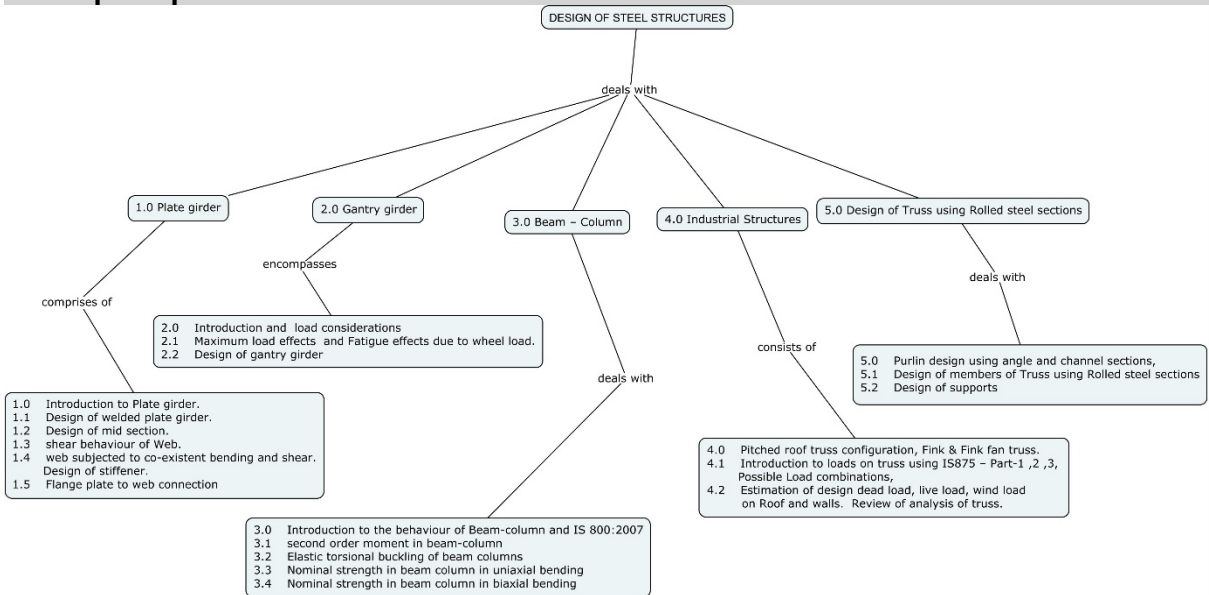 DESIGN OF STEEL STRUCTURES
deals with
1.0 Plate girder
2.0 Gantry girder
3.0 Beam – Column
4.0 Industrial Structures
5.0 Design of Truss using Rolled steel sections
comprises of
encompasses
deals with
consists of
deals with
1.0 Introduction to Plate girder.
1.1 Design of welded plate girder.
1.2 Design of mid section.
1.3 shear behaviour of Web.
1.4 web subjected to co-existent bending and shear.
Design of stiffener.
1.5 Flange plate to web connection
2.0 Introduction and load considerations
2.1 Maximum load effects and Fatigue effects due to wheel load.
2.2 Design of gantry girder
3.0 Introduction to the behaviour of Beam-column and IS 800:2007
3.1 second order moment in beam-column
3.2 Elastic torsional buckling of beam columns
3.3 Nominal strength in beam column in uniaxial bending
3.4 Nominal strength in beam column in biaxial bending
4.0 Pitched roof truss configuration, Fink & Fink fan truss.
4.1 Introduction to loads on truss using IS875 – Part-1 ,2 ,3,
Possible Load combinations,
4.2 Estimation of design dead load, live load, wind load
on Roof and walls. Review of analysis of truss.
5.0 Purlin design using angle and channel sections,
5.1 Design of members of Truss using Rolled steel sections
5.2 Design of supports